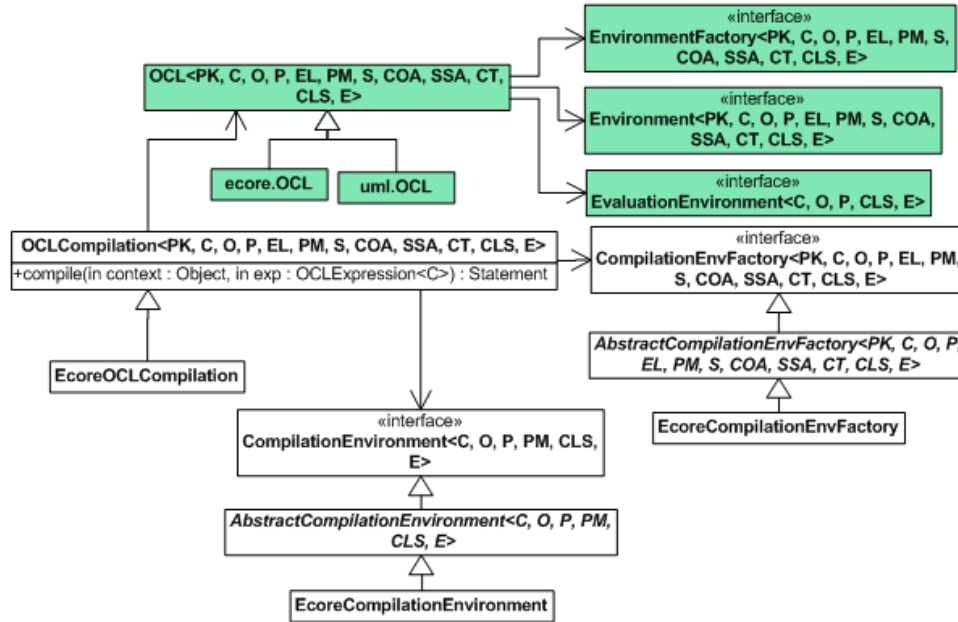 «interface»
EnvironmentFactory<PK, C, O, P, EL, PM, S,
COA, SSA, CT, CLS, E>
OCL<PK, C, O, P, EL, PM, S, COA, SSA, CT,
CLS, E>
«interface»
Environment<PK, C, O, P, EL, PM, S, COA,
SSA, CT, CLS, E>
ecore.OCL
uml.OCL
«interface»
EvaluationEnvironment<C, O, P, CLS, E>
OCLCompilation<PK, C, O, P, EL, PM, S, COA, SSA, CT, CLS, E>
+compile(in context : Object, in exp : OCLExpression<C>) : Statement
«interface»
CompilationEnvFactory<PK, C, O, P, EL, PM,
S, COA, SSA, CT, CLS, E>
AbstractCompilationEnvFactory<PK, C, O, P,
EL, PM, S, COA, SSA, CT, CLS, E>
EcoreOCLCompilation
EcoreCompilationEnvFactory
«interface»
CompilationEnvironment<C, O, P, PM, CLS,
E>
AbstractCompilationEnvironment<C, O, P, PM,
CLS, E>
EcoreCompilationEnvironment